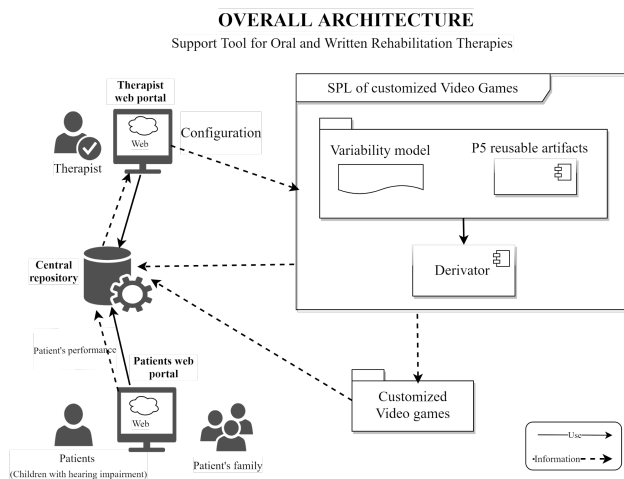 OVERALL ARCHITECTURE
Support Tool for Oral and Written Rehabilitation Therapies
Therapist
web portal
Web
Therapist
Configuration
SPL of customized Video Games
Variability model
P5 reusable artifacts
Derivator
Central
repository
Patient's performance
Patients web
portal
Web
Patients
(Children with hearing impairment)
Patient's family
Customized
Video games
Use
Information